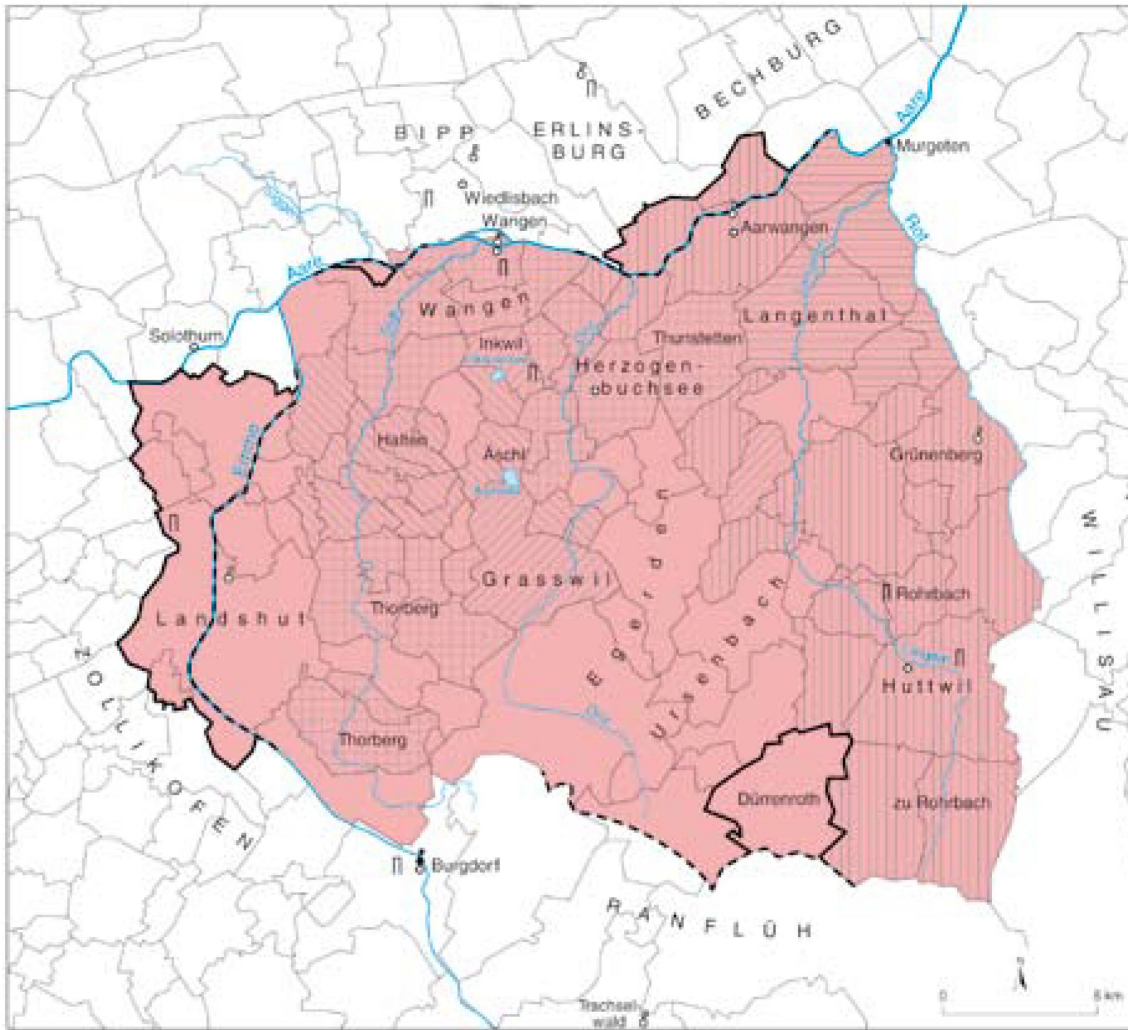 BECHBURG
Aare
BIPP
ERLINS-
BURG
Murgeten
Wiedlisbach
Wangen
Rot
Aarwangen
Aare
Wangen
Langenthal
Solothurn
Inkwil
Thunstetten
Herzogen-
buchsee
Halten
Äschi
Emme
Grünenberg
WILLISAU
Grasswil
Egerden
Thorberg
Rohrbach
Landshut
Ursenbach
Langete
Huttwil
ZOLLIKOFEN
Thorberg
Dürrenroth
zu Rohrbach
Burgdorf
RANFLÜH
Trachsel-
wald
N
0
5 km